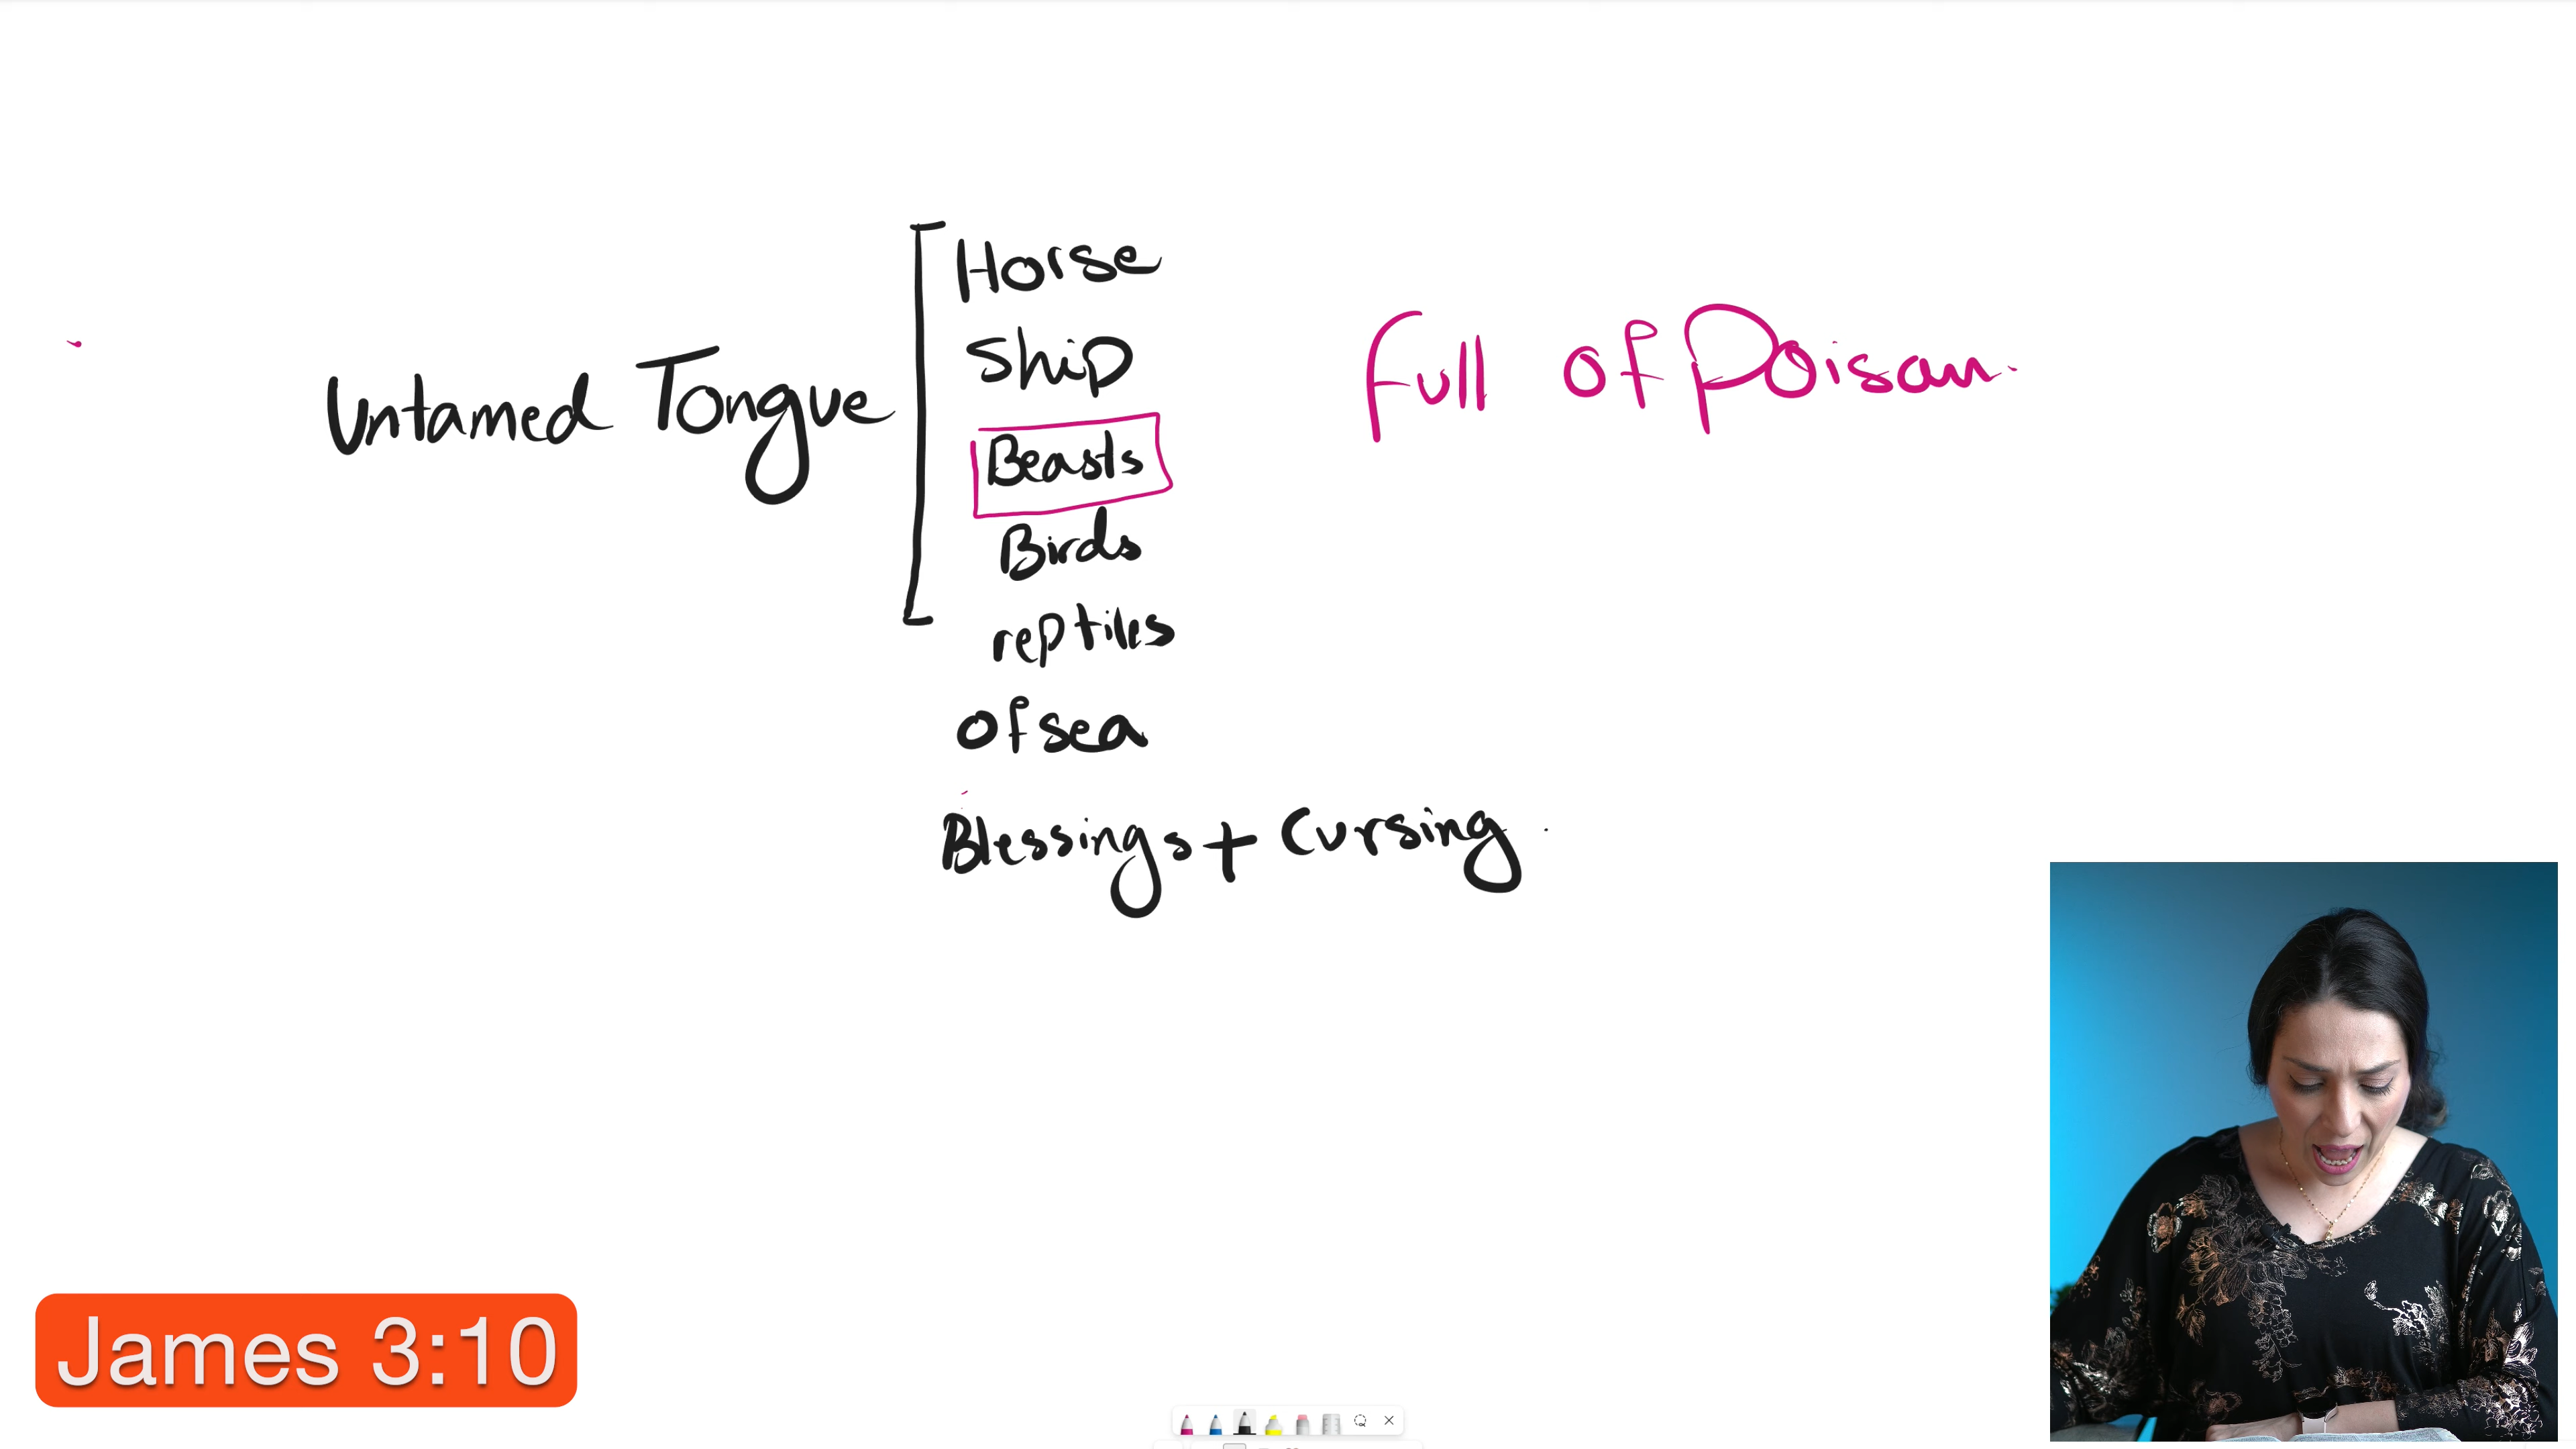 Untamed Tongue
Horse
Ship
Beasts
Birds
reptiles
of sea
Blessings + Cursing
Full of Poison.
James 3:10